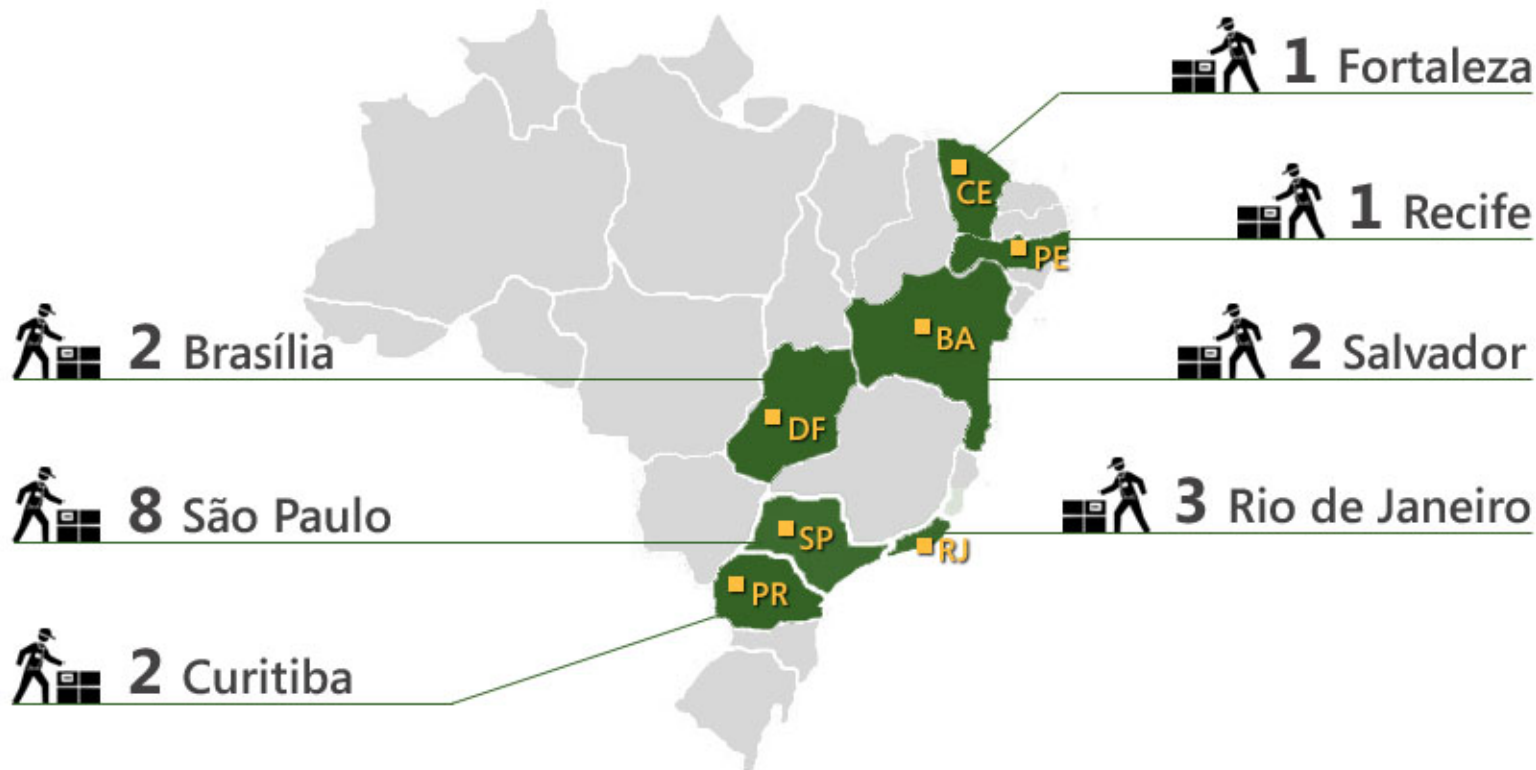 1 Fortaleza
CE
1 Recife
PE
2 Brasília
BA
2 Salvador
DF
8 São Paulo
SP
3 Rio de Janeiro
RJ
PR
2 Curitiba